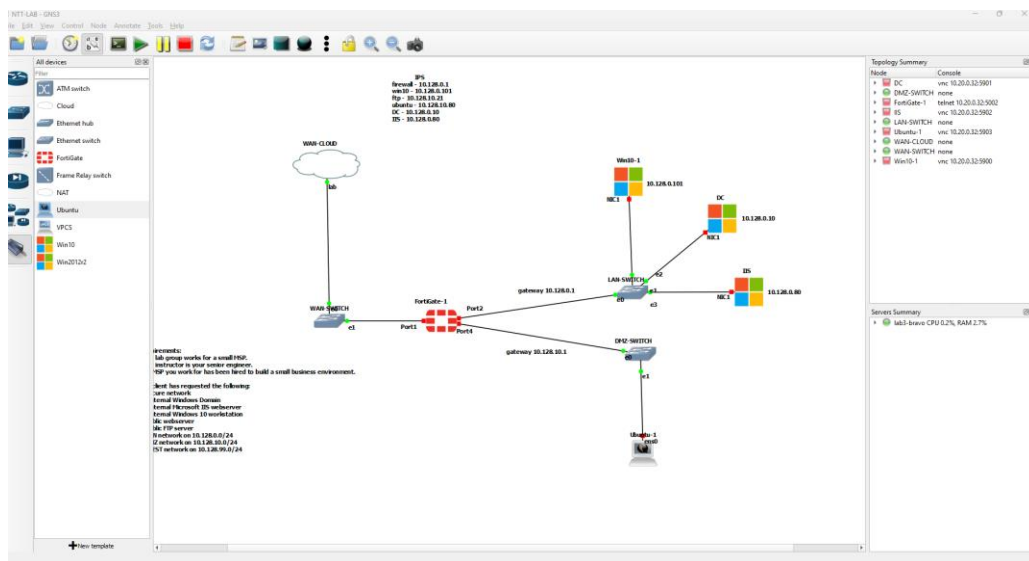 NTT-LAB - GNS3
File Edit View Control Node Annotate Tools Help
All devices
Filter
ATM switch
Cloud
Ethernet hub
Ethernet switch
FortiGate
Frame Relay switch
NAT
Ubuntu
VPCS
Win10
Win2012r2
New template
IPS
firewall - 10.128.0.1
win10 - 10.128.0.101
ftp - 10.128.10.21
ubuntu - 10.128.10.80
DC - 10.128.0.10
IIS - 10.128.0.80
WAN-CLOUD
lab
Win10-1
10.128.0.101
NIC1
DC
10.128.0.10
NIC1
IIS
10.128.0.80
NIC1
LAN-SWITCH
e2
e1
e0
e3
gateway 10.128.0.1
FortiGate-1
Port2
Port1
Port4
WAN-SWITCH
e0
e1
gateway 10.128.10.1
DMZ-SWITCH
e0
e1
Ubuntu-1
irements:
lab group works for a small MSP.
instructor is your senior engineer.
MSP you work for has been hired to build a small business environment.
client has requested the following:
cure network
ternal Windows Domain
ternal Microsoft IIS webserver
ternal Windows 10 workstation
blic webserver
blic FTP server
N network on 10.128.0.0/24
Z network on 10.128.10.0/24
EST network on 10.128.99.0/24
Topology Summary
Node Console
DC vnc 10.20.0.32:5901
DMZ-SWITCH none
FortiGate-1 telnet 10.20.0.32:5002
IIS vnc 10.20.0.32:5902
LAN-SWITCH none
Ubuntu-1 vnc 10.20.0.32:5903
WAN-CLOUD none
WAN-SWITCH none
Win10-1 vnc 10.20.0.32:5900
Servers Summary
lab3-bravo CPU 0.2%, RAM 2.7%